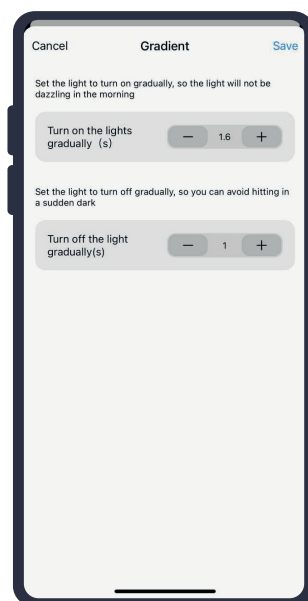 Cancel Gradient Save
Set the light to turn on gradually, so the light will not be
dazzling in the morning
Turn on the lights
gradually (s)
— 1.6 +
Set the light to turn off gradually, so you can avoid hitting in
a sudden dark
Turn off the light
gradually(s)
— 1 +